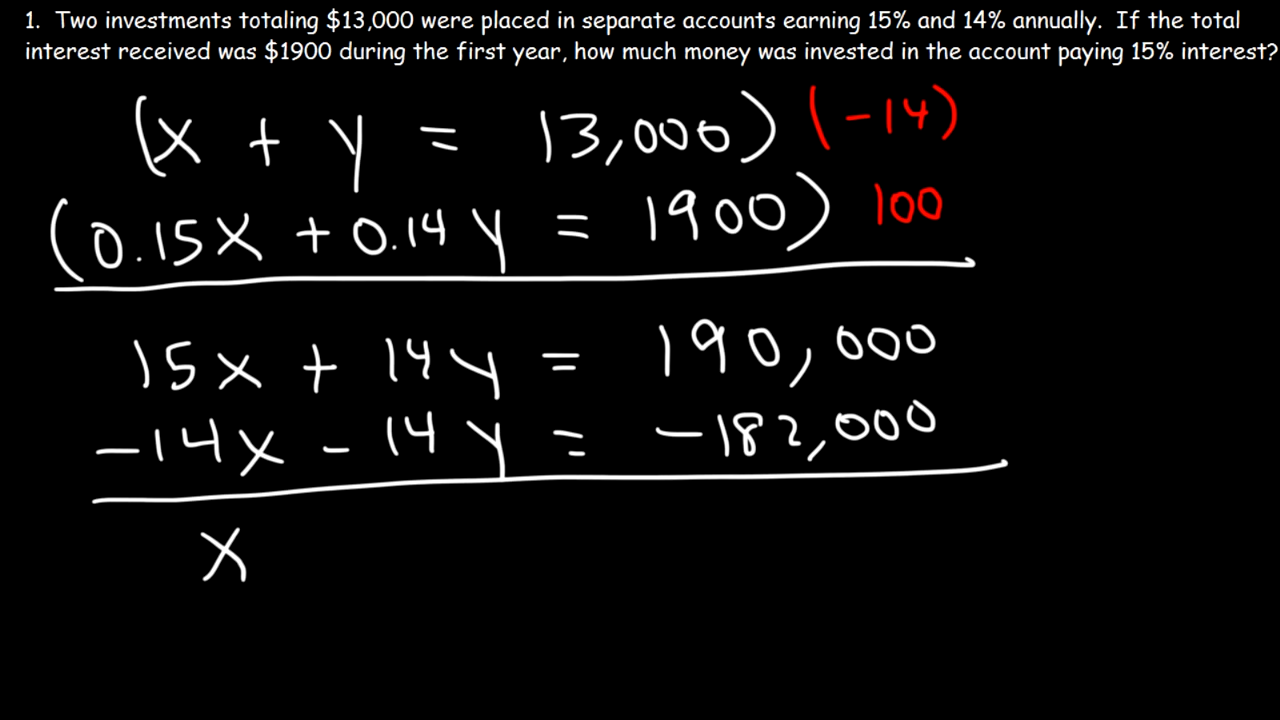 1. Two investments totaling $13,000 were placed in separate accounts earning 15% and 14% annually. If the total
interest received was $1900 during the first year, how much money was invested in the account paying 15% interest?
(x + y = 13,000) (-14)
(0.15x + 0.14y = 1900) 100
15x + 14y = 190,000
-14x - 14y = -182,000
x